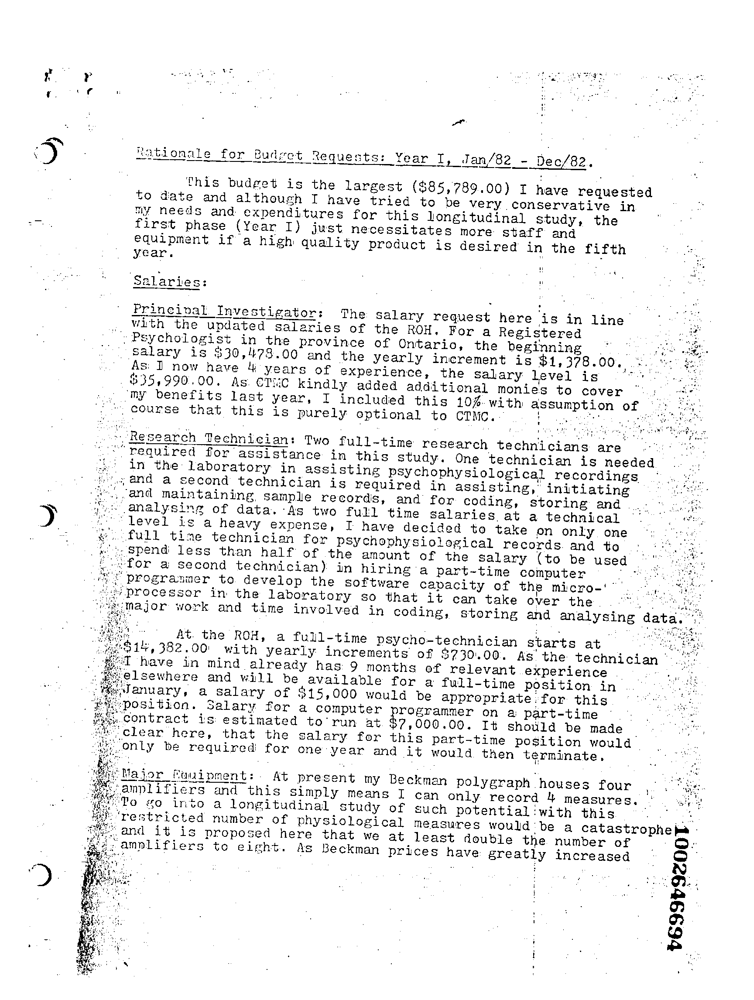 Rationale for Budget Requests: Year I, Jan/82 - Dec/82.
This budget is the largest ($85,789.00) I have requested
to date and although I have tried to be very conservative in
my needs and expenditures for this longitudinal study, the
first phase (Year I) just necessitates more staff and
equipment if a high quality product is desired in the fifth
year.
Salaries:
Principal Investigator: The salary request here is in line
with the updated salaries of the ROH. For a Registered
Psychologist in the province of Ontario, the beginning
salary is $30,478.00 and the yearly increment is $1,378.00.
As I now have 4 years of experience, the salary level is
$35,990.00. As CTMC kindly added additional monies to cover
my benefits last year, I included this 10% with assumption of
course that this is purely optional to CTMC.
Research Technician: Two full-time research technicians are
required for assistance in this study. One technician is needed
in the laboratory in assisting psychophysiological recordings
and a second technician is required in assisting, initiating
and maintaining sample records, and for coding, storing and
analysing of data. As two full time salaries at a technical
level is a heavy expense, I have decided to take on only one
full time technician for psychophysiological records and to
spend less than half of the amount of the salary (to be used
for a second technician) in hiring a part-time computer
programmer to develop the software capacity of the micro-
processor in the laboratory so that it can take over the
major work and time involved in coding, storing and analysing data.
At the ROH, a full-time psycho-technician starts at
$14,382.00 with yearly increments of $730.00. As the technician
I have in mind already has 9 months of relevant experience
elsewhere and will be available for a full-time position in
January, a salary of $15,000 would be appropriate for this
position. Salary for a computer programmer on a part-time
contract is estimated to run at $7,000.00. It should be made
clear here, that the salary for this part-time position would
only be required for one year and it would then terminate.
Major Equipment: At present my Beckman polygraph houses four
amplifiers and this simply means I can only record 4 measures.
To go into a longitudinal study of such potential with this
restricted number of physiological measures would be a catastrophe
and it is proposed here that we at least double the number of
amplifiers to eight. As Beckman prices have greatly increased
1002646694